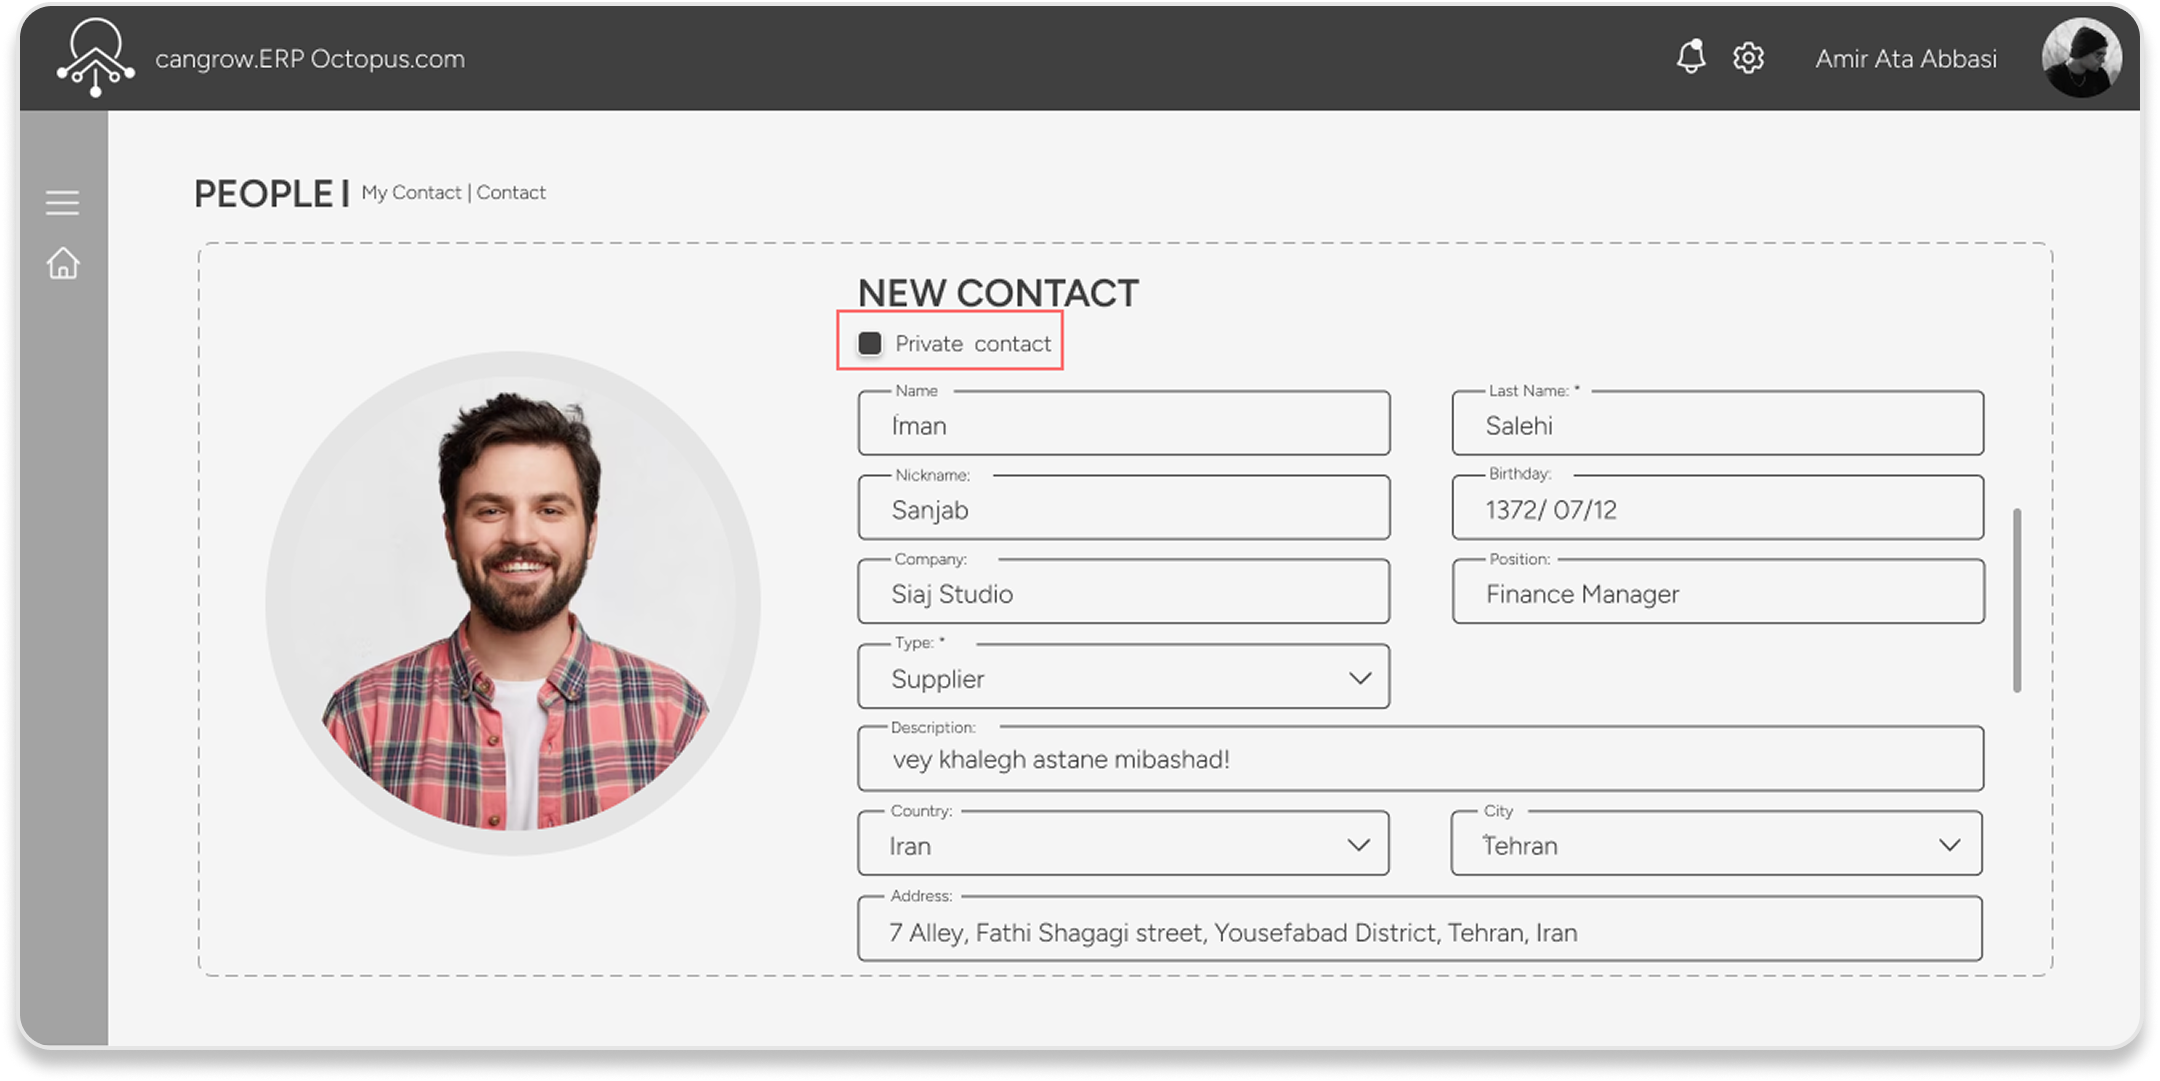 cangrow.ERP Octopus.com
Amir Ata Abbasi
PEOPLE | My Contact | Contact
NEW CONTACT
Private contact
Name
Iman
Last Name: *
Salehi
Nickname:
Sanjab
Birthday:
1372/ 07/12
Company:
Siaj Studio
Position:
Finance Manager
Type: *
Supplier
Description:
vey khalegh astane mibashad!
Country:
Iran
City
Tehran
Address:
7 Alley, Fathi Shagagi street, Yousefabad District, Tehran, Iran